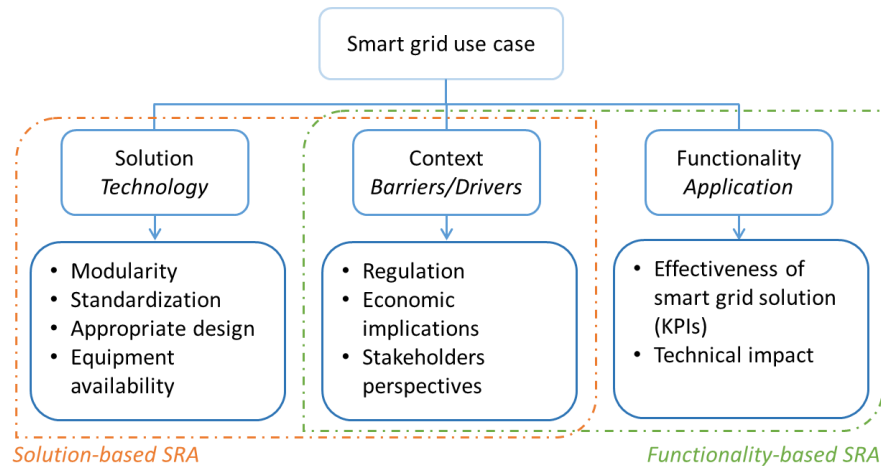 Smart grid use case
Solution
Technology
Context
Barriers/Drivers
Functionality
Application
• Modularity
• Standardization
• Appropriate design
• Equipment
availability
• Regulation
• Economic
implications
• Stakeholders
perspectives
• Effectiveness of
smart grid solution
(KPIs)
• Technical impact
Solution-based SRA
Functionality-based SRA